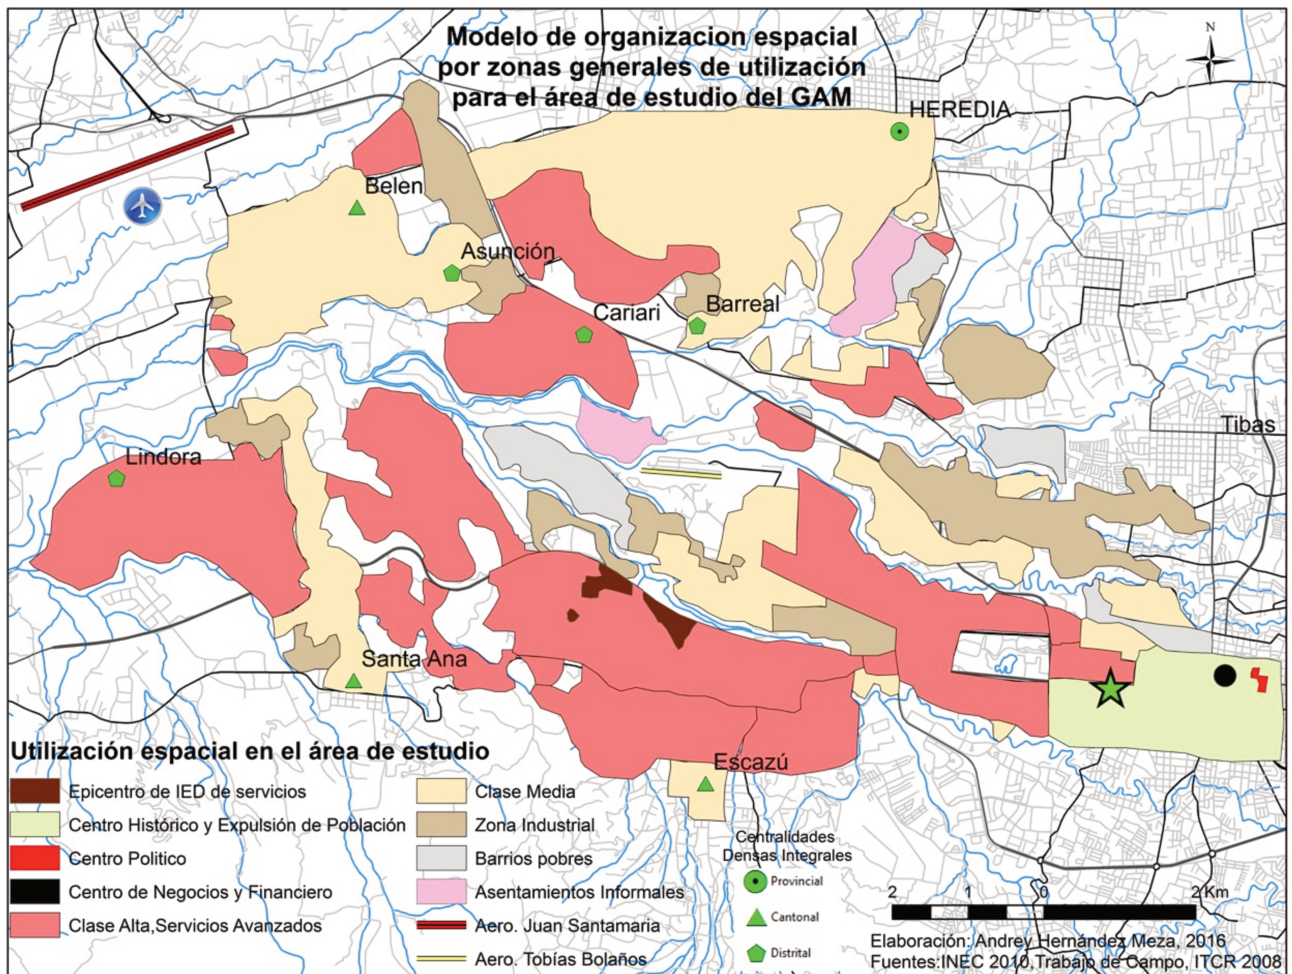 Modelo de organizacion espacial
por zonas generales de utilización
para el área de estudio del GAM
N
HEREDIA
Belen
Asunción
Cariari
Barreal
Tibas
Lindora
Santa Ana
Escazú
Utilización espacial en el área de estudio
Epicentro de IED de servicios
Centro Histórico y Expulsión de Población
Centro Politico
Centro de Negocios y Financiero
Clase Alta,Servicios Avanzados
Clase Media
Zona Industrial
Barrios pobres
Asentamientos Informales
Aero. Juan Santamaria
Aero. Tobías Bolaños
Centralidades
Densas Integrales
Provincial
Cantonal
Distrital
2 1 0 2 Km
Elaboración: Andrey Hernández Meza, 2016
Fuentes:INEC 2010,Trabajo de Campo, ITCR 2008